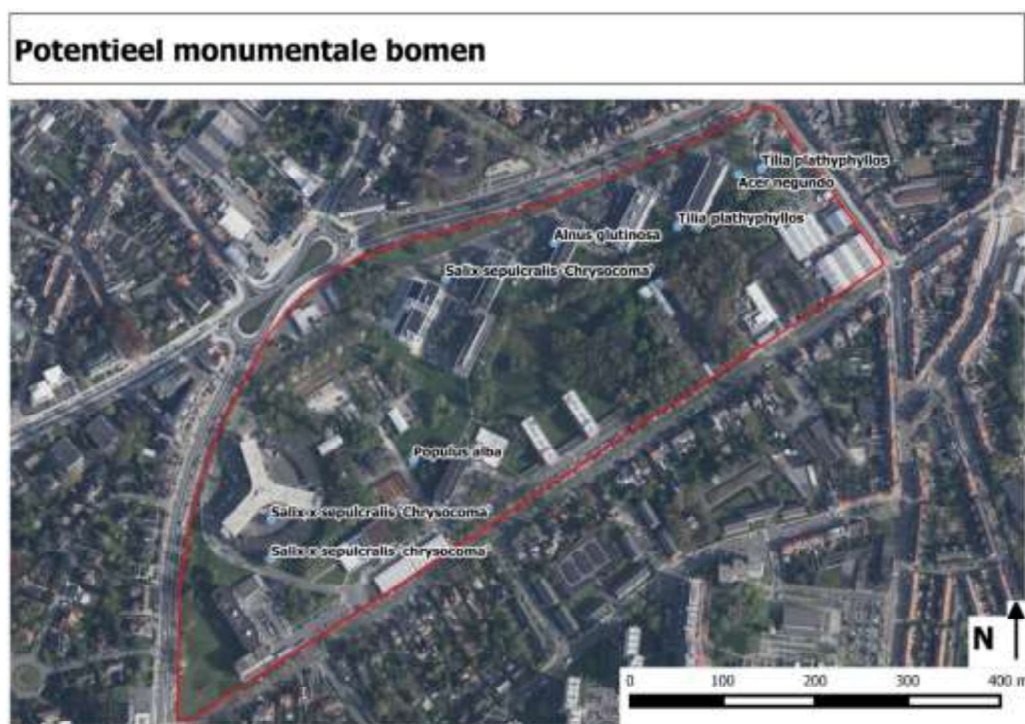 Potentieel monumentale bomen
Tilia plathyphyllos
Acer negundo
Tilia plathyphyllos
Alnus glutinosa
Salix sepulcralis 'Chrysocoma'
Populus alba
Salix x sepulcralis 'Chrysocoma'
Salix x sepulcralis 'chrysocoma'
N
0 100 200 300 400 m